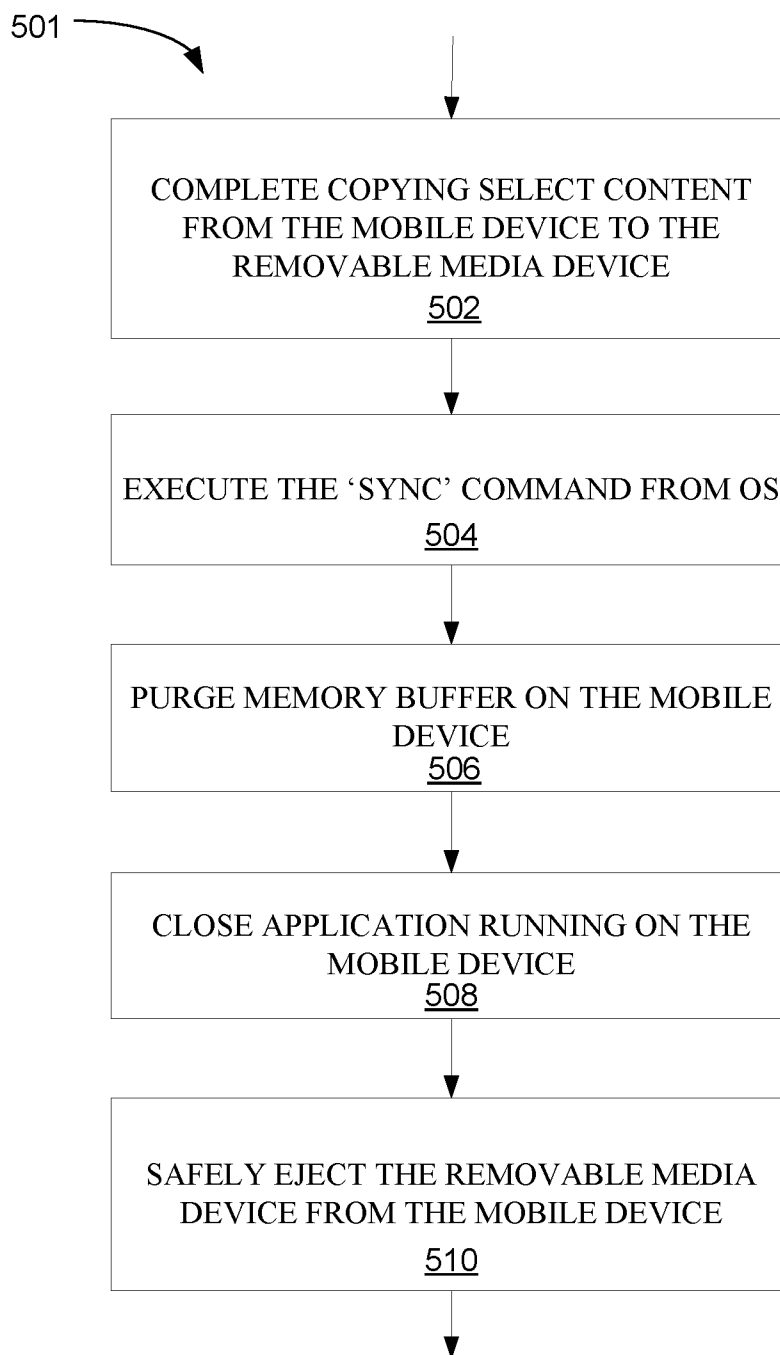 501
COMPLETE COPYING SELECT CONTENT
FROM THE MOBILE DEVICE TO THE
REMOVABLE MEDIA DEVICE
502
EXECUTE THE ‘SYNC’ COMMAND FROM OS
504
PURGE MEMORY BUFFER ON THE MOBILE
DEVICE
506
CLOSE APPLICATION RUNNING ON THE
MOBILE DEVICE
508
SAFELY EJECT THE REMOVABLE MEDIA
DEVICE FROM THE MOBILE DEVICE
510